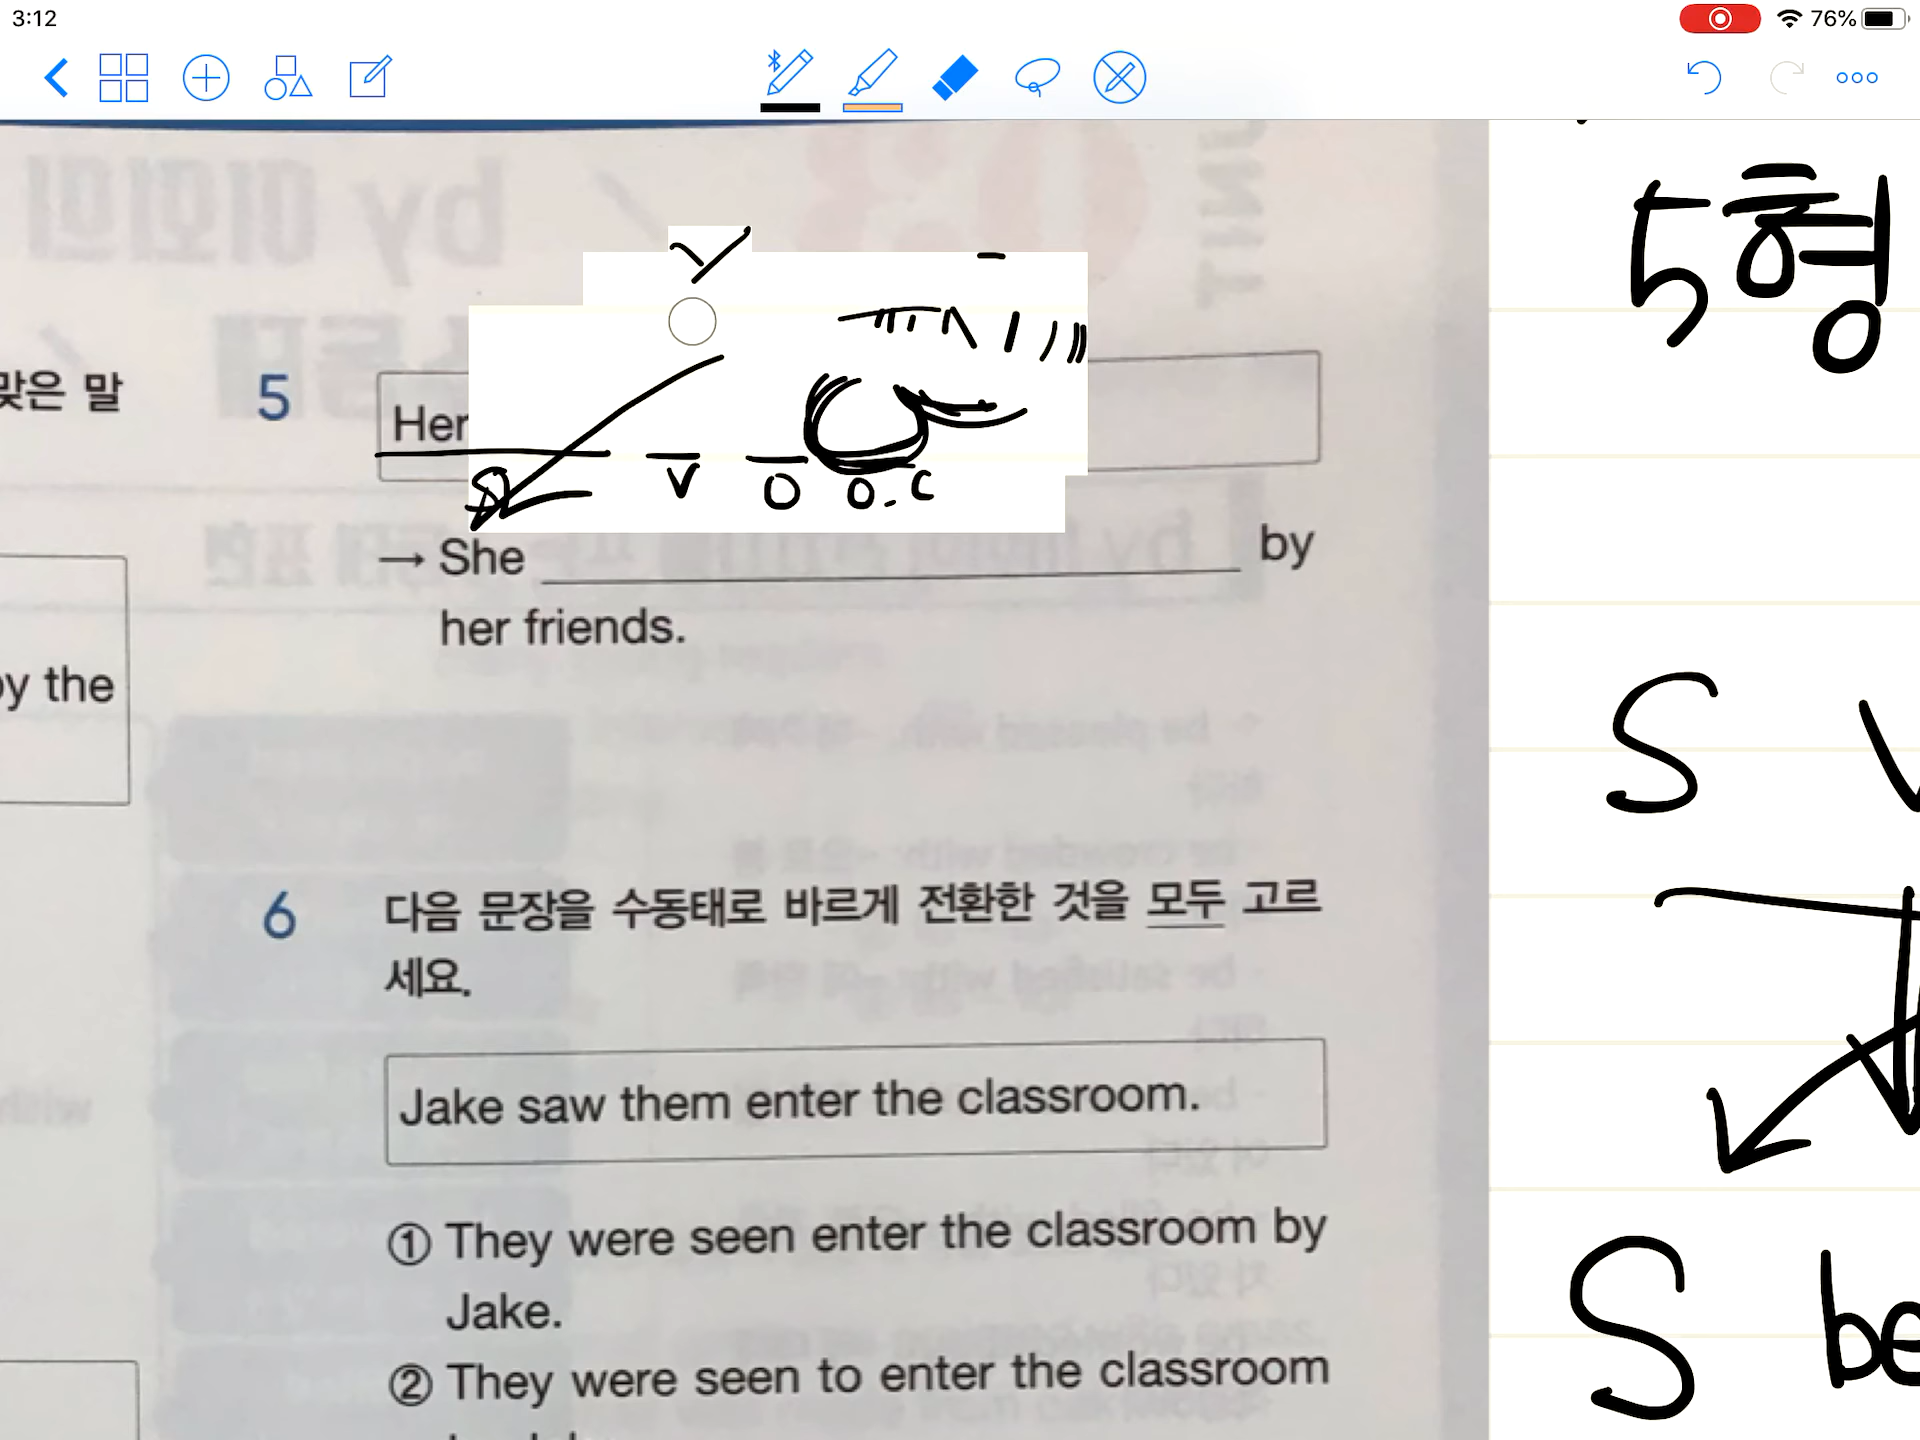 3:12
76%
5형
맞은 말
5
Her
S V O O.C
→ She by
her friends.
by the
S
6
다음 문장을 수동태로 바르게 전환한 것을 모두 고르
세요.
Jake saw them enter the classroom.
① They were seen enter the classroom by
Jake.
② They were seen to enter the classroom
S be